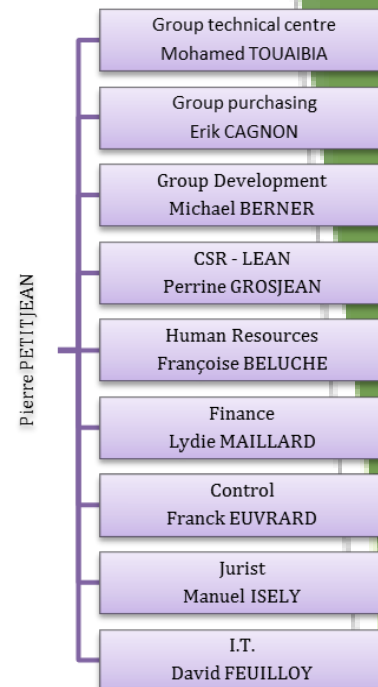 Pierre PETITJEAN
Group technical centre
Mohamed TOUAIBIA
Group purchasing
Erik CAGNON
Group Development
Michael BERNER
CSR - LEAN
Perrine GROSJEAN
Human Resources
Françoise BELUCHE
Finance
Lydie MAILLARD
Control
Franck EUVRARD
Jurist
Manuel ISELY
I.T.
David FEUILLOY